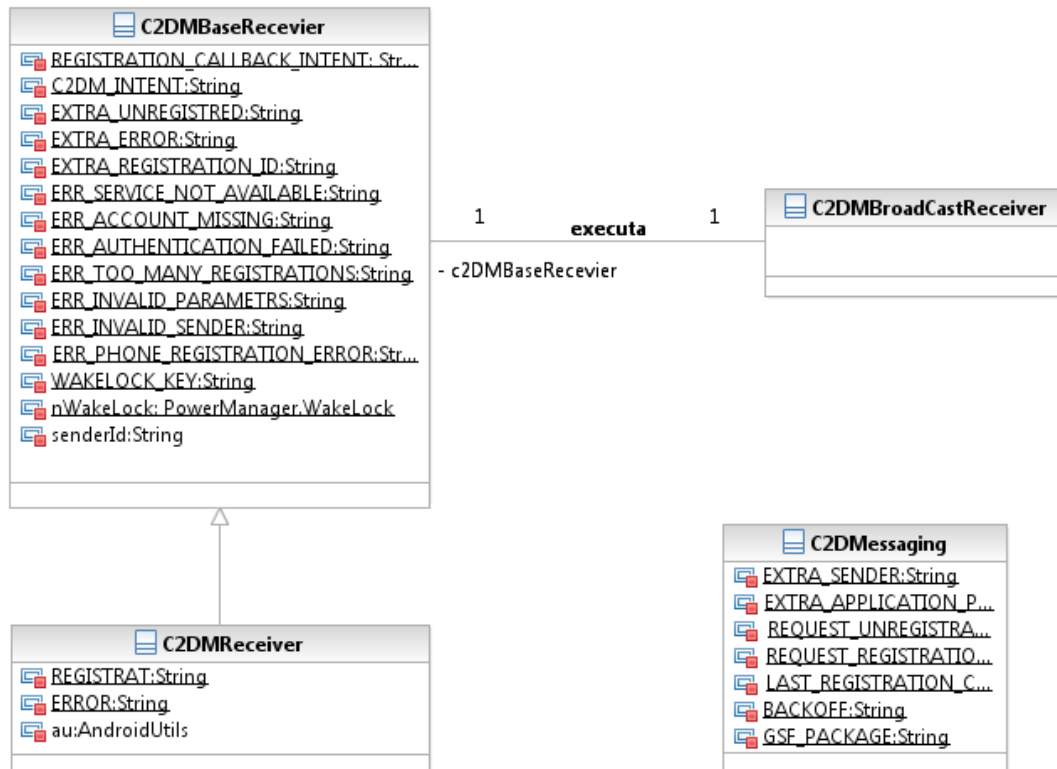 C2DMBaseRecevier
REGISTRATION_CALLBACK_INTENT: Str...
C2DM_INTENT:String
EXTRA_UNREGISTRED:String
EXTRA_ERROR:String
EXTRA_REGISTRATION_ID:String
ERR_SERVICE_NOT_AVAILABLE:String
ERR_ACCOUNT_MISSING:String
ERR_AUTHENTICATION_FAILED:String
ERR_TOO_MANY_REGISTRATIONS:String
ERR_INVALID_PARAMETRS:String
ERR_INVALID_SENDER:String
ERR_PHONE_REGISTRATION_ERROR:Str...
WAKELOCK_KEY:String
nWakeLock: PowerManager.WakeLock
senderId:String
1
executa
1
- c2DMBaseRecevier
C2DMBroadCastReceiver
C2DMReceiver
REGISTRAT:String
ERROR:String
au:AndroidUtils
C2DMessaging
EXTRA_SENDER:String
EXTRA_APPLICATION_P...
REQUEST_UNREGISTRA...
REQUEST_REGISTRATIO...
LAST_REGISTRATION_C...
BACKOFF:String
GSF_PACKAGE:String